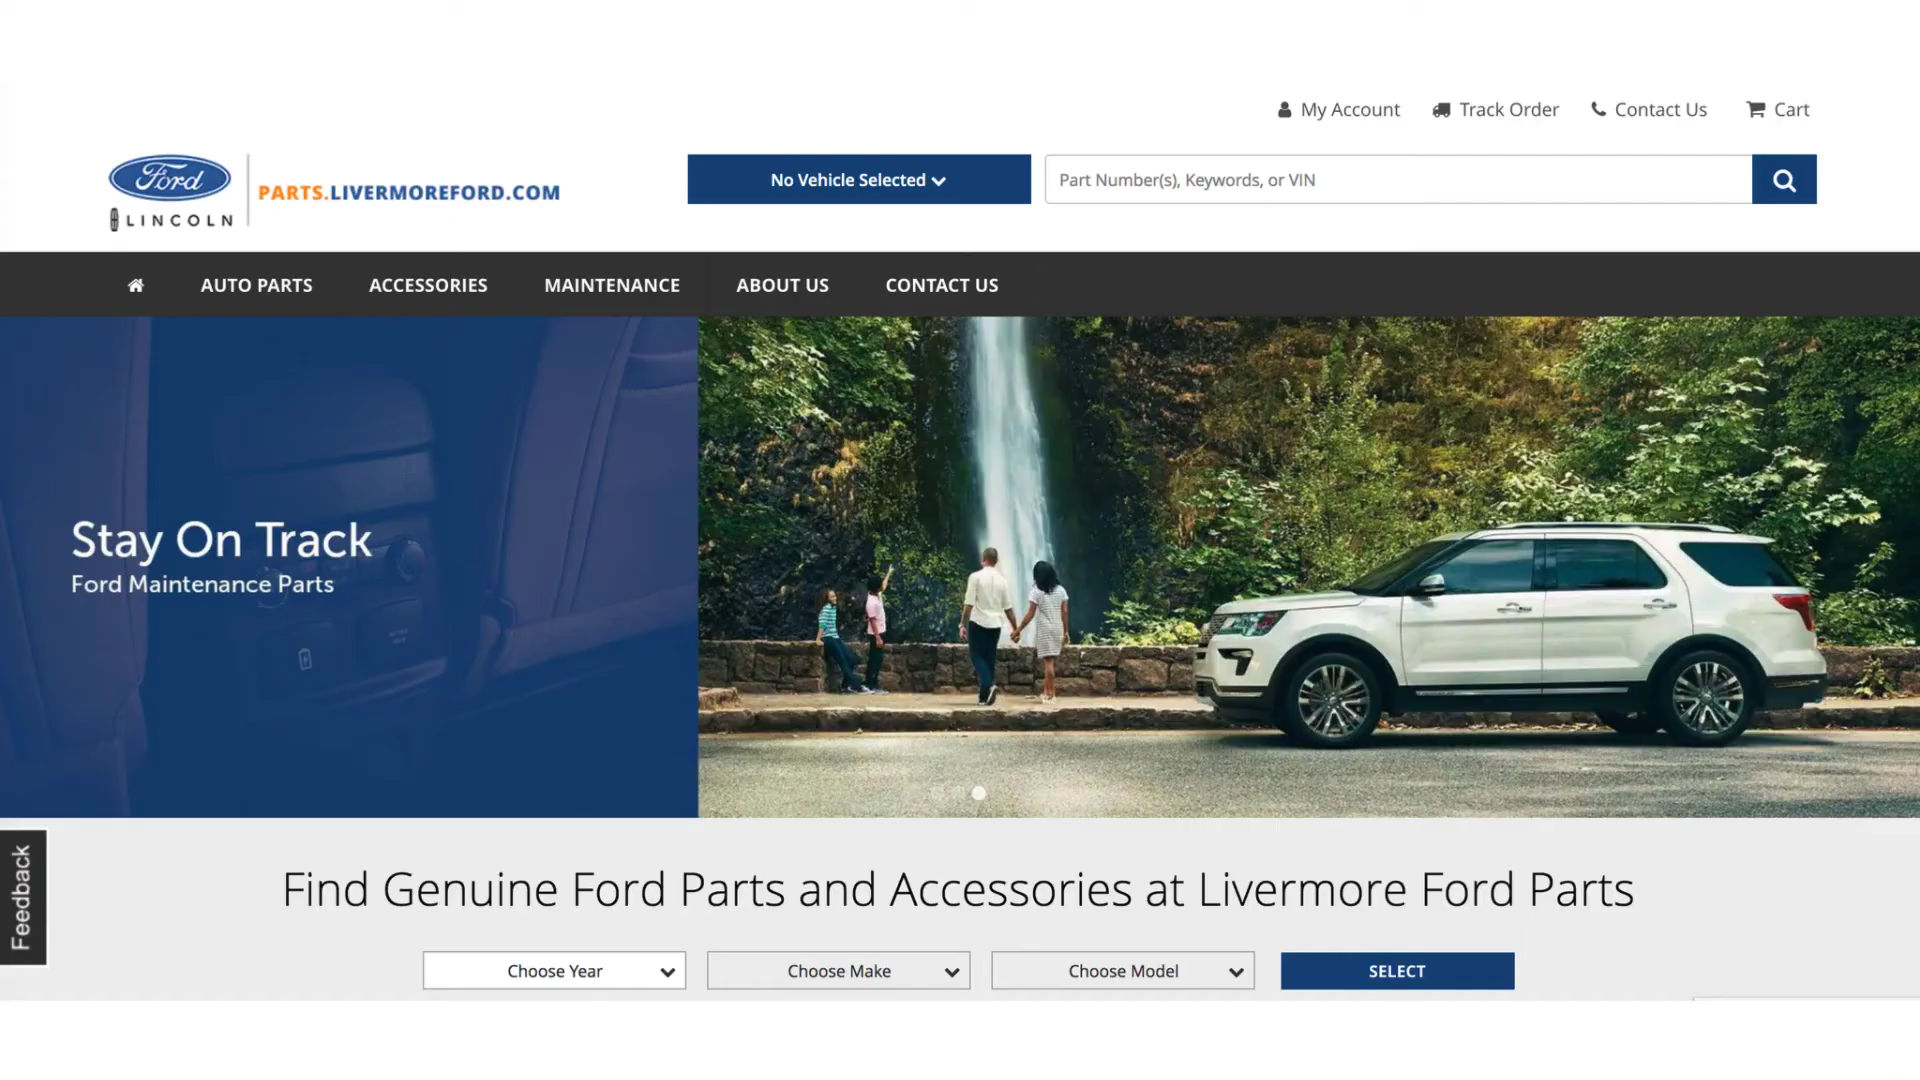 My Account
Track Order
Contact Us
Cart
Ford
LINCOLN
PARTS.LIVERMOREFORD.COM
No Vehicle Selected
Part Number(s), Keywords, or VIN
AUTO PARTS
ACCESSORIES
MAINTENANCE
ABOUT US
CONTACT US
Stay On Track
Ford Maintenance Parts
Feedback
Find Genuine Ford Parts and Accessories at Livermore Ford Parts
Choose Year
Choose Make
Choose Model
SELECT